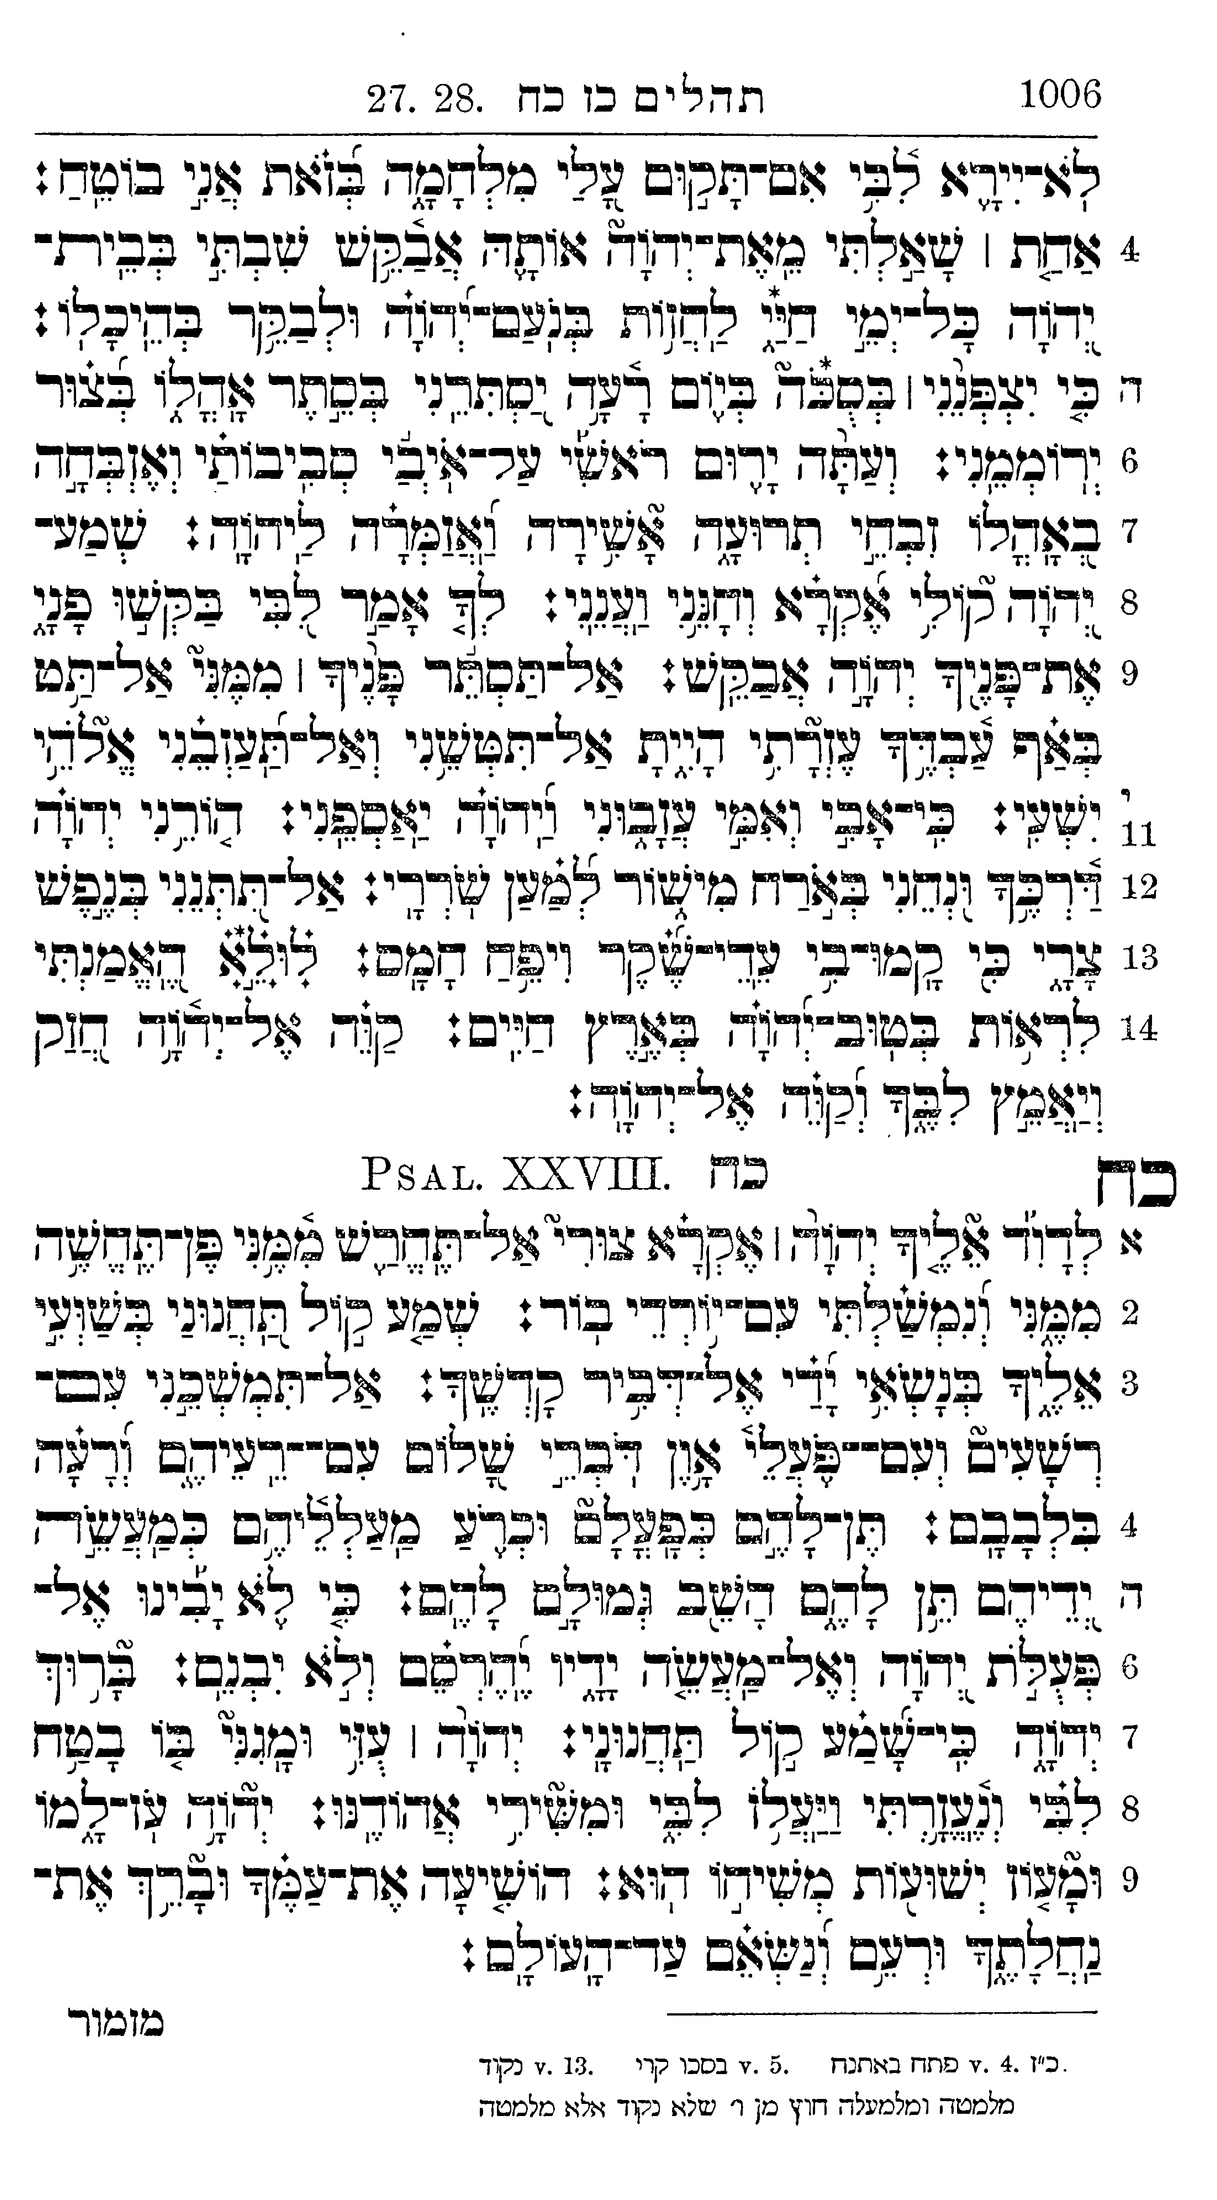 1006 תהלים כז כח 27. 28.
לֹא־יִירָא לִבִּי אִם־תָּקוּם עָלַי מִלְחָמָה בְּזֹאת אֲנִי בוֹטֵחַ׃
4 אַחַת ׀ שָׁאַלְתִּי מֵאֶת־יְהוָֹה אוֹתָהּ אֲבַקֵּשׁ שִׁבְתִּי בְּבֵית־
יְהוָֹה כָּל־יְמֵי חַיַּי* לַחֲזוֹת בְּנֹעַם־יְהוָֹה וּלְבַקֵּר בְּהֵיכָלוֹ׃
ה כִּי יִצְפְּנֵנִי ׀ בְּסֻכֹּה* בְּיוֹם רָעָה יַסְתִּרֵנִי בְּסֵתֶר אָהֳלוֹ בְּצוּר
6 יְרוֹמְמֵנִי׃ וְעַתָּה יָרוּם רֹאשִׁי עַל־אֹיְבַי סְבִיבוֹתַי וְאֶזְבְּחָה
7 בְאָהֳלוֹ זִבְחֵי תְרוּעָה אָשִׁירָה וַאֲזַמְּרָה לַיהוָֹה׃ שְׁמַע־
8 יְהוָֹה קוֹלִי אֶקְרָא וְחָנֵּנִי וַעֲנֵנִי׃ לְךָ אָמַר לִבִּי בַּקְּשׁוּ פָנָי
9 אֶת־פָּנֶיךָ יְהוָֹה אֲבַקֵּשׁ׃ אַל־תַּסְתֵּר פָּנֶיךָ ׀ מִמֶּנִּי אַל־תַּט
בְּאַף עַבְדֶּךָ עֶזְרָתִי הָיִיתָ אַל־תִּטְּשֵׁנִי וְאַל־תַּעַזְבֵנִי אֱלֹהֵי
י יִשְׁעִי׃ כִּי־אָבִי וְאִמִּי עֲזָבוּנִי וַיהוָֹה יַאַסְפֵנִי׃ הוֹרֵנִי יְהוָֹה
11
12 דַּרְכֶּךָ וּנְחֵנִי בְּאֹרַח מִישׁוֹר לְמַעַן שׁוֹרְרָי׃ אַל־תִּתְּנֵנִי בְּנֶפֶשׁ
13 צָרָי כִּי קָמוּ־בִי עֵדֵי־שֶׁקֶר וִיפֵחַ חָמָס׃ לׅׄוּלֵׅׄאׅׄ* הֶאֱמַנְתִּי
14 לִרְאוֹת בְּטוּב־יְהוָֹה בְּאֶרֶץ חַיִּים׃ קַוֵּה אֶל־יְהוָֹה חֲזַק
וְיַאֲמֵץ לִבֶּךָ וְקַוֵּה אֶל־יְהוָֹה׃
כח PSAL. XXVIII. כח
א לְדָוִד אֵלֶיךָ יְהוָֹה ׀ אֶקְרָא צוּרִי אַל־תֶּחֱרַשׁ מִמֶּנִּי פֶּן־תֶּחֱשֶׁה
2 מִמֶּנִּי וְנִמְשַׁלְתִּי עִם־יוֹרְדֵי בוֹר׃ שְׁמַע קוֹל תַּחֲנוּנַי בְּשַׁוְּעִי
3 אֵלֶיךָ בְּנָשְׂאִי יָדַי אֶל־דְּבִיר קָדְשֶׁךָ׃ אַל־תִּמְשְׁכֵנִי עִם־
רְשָׁעִים וְעִם־פֹּעֲלֵי אָוֶן דֹּבְרֵי שָׁלוֹם עִם־רֵעֵיהֶם וְרָעָה
4 בִּלְבָבָם׃ תֶּן־לָהֶם כְּפָעֳלָם וּכְרֹעַ מַעַלְלֵיהֶם כְּמַעֲשֵׂה
ה יְדֵיהֶם תֵּן לָהֶם הָשֵׁב גְּמוּלָם לָהֶם׃ כִּי לֹא יָבִינוּ אֶל־
6 פְּעֻלֹּת יְהוָֹה וְאֶל־מַעֲשֵׂה יָדָיו יֶהֶרְסֵם וְלֹא יִבְנֵם׃ בָּרוּךְ
7 יְהוָֹה כִּי־שָׁמַע קוֹל תַּחֲנוּנָי׃ יְהוָֹה ׀ עֻזִּי וּמָגִנִּי בּוֹ בָטַח
8 לִבִּי וְנֶעֱזָרְתִּי וַיַּעֲלֹז לִבִּי וּמִשִּׁירִי אֲהוֹדֶנּוּ׃ יְהוָֹה עֹז־לָמוֹ
9 וּמָעוֹז יְשׁוּעוֹת מְשִׁיחוֹ הוּא׃ הוֹשִׁיעָה אֶת־עַמֶּךָ וּבָרֵךְ אֶת־
נַחֲלָתֶךָ וּרְעֵם וְנַשְּׂאֵם עַד־הָעוֹלָם׃
מזמור
כ״ז v. 4. פתח באתנח v. 5. בסכו קרי v. 13. נקוד
מלמטה ומלמעלה חוץ מן ו׳ שלא נקוד אלא מלמטה